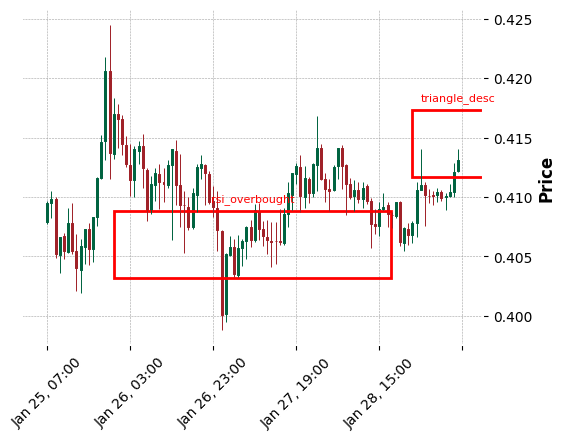 0.425
0.420
triangle_desc
0.415
0.410
rsi_overbought
0.405
0.400
Price
Jan 25, 07:00
Jan 26, 03:00
Jan 26, 23:00
Jan 27, 19:00
Jan 28, 15:00